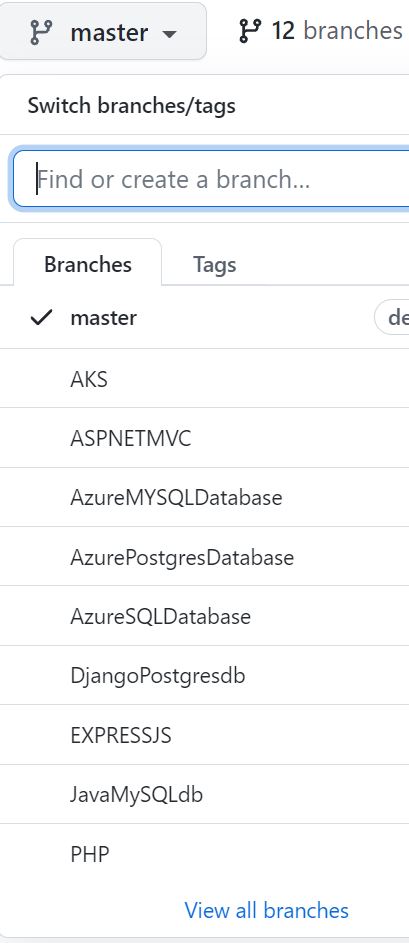 master 12 branches
Switch branches/tags
Find or create a branch...
Branches Tags
master de
AKS
ASPNETMVC
AzureMYSQLDatabase
AzurePostgresDatabase
AzureSQLDatabase
DjangoPostgresdb
EXPRESSJS
JavaMySQLdb
PHP
View all branches